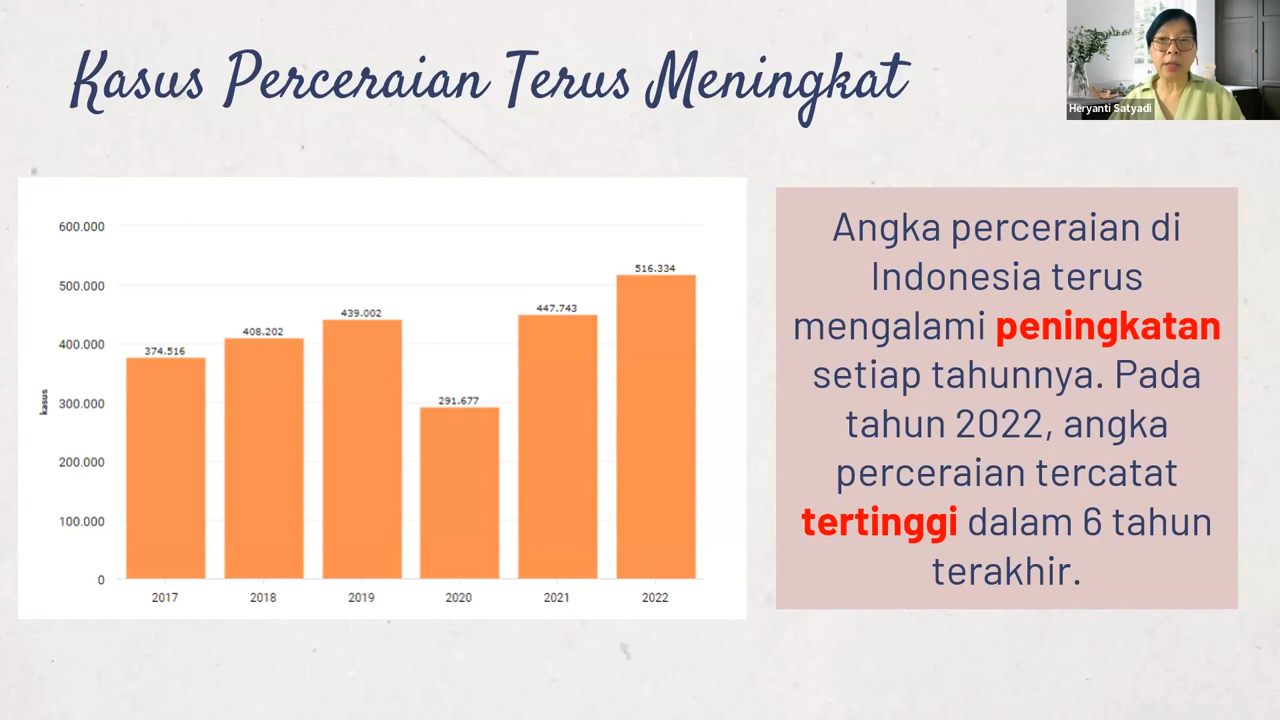 Kasus Perceraian Terus Meningkat
Heryanti Satyadi
600.000
500.000
400.000
300.000
200.000
100.000
0
kasus
374.516
408.202
439.002
291.677
447.743
516.334
2017
2018
2019
2020
2021
2022
Angka perceraian di
Indonesia terus
mengalami peningkatan
setiap tahunnya. Pada
tahun 2022, angka
perceraian tercatat
tertinggi dalam 6 tahun
terakhir.